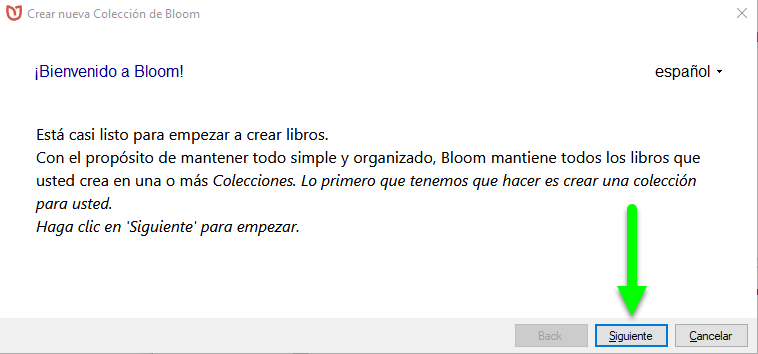 Crear nueva Colección de Bloom
¡Bienvenido a Bloom!
español
Está casi listo para empezar a crear libros.
Con el propósito de mantener todo simple y organizado, Bloom mantiene todos los libros que
usted crea en una o más Colecciones. Lo primero que tenemos que hacer es crear una colección
para usted.
Haga clic en 'Siguiente' para empezar.
Back
Siguiente
Cancelar